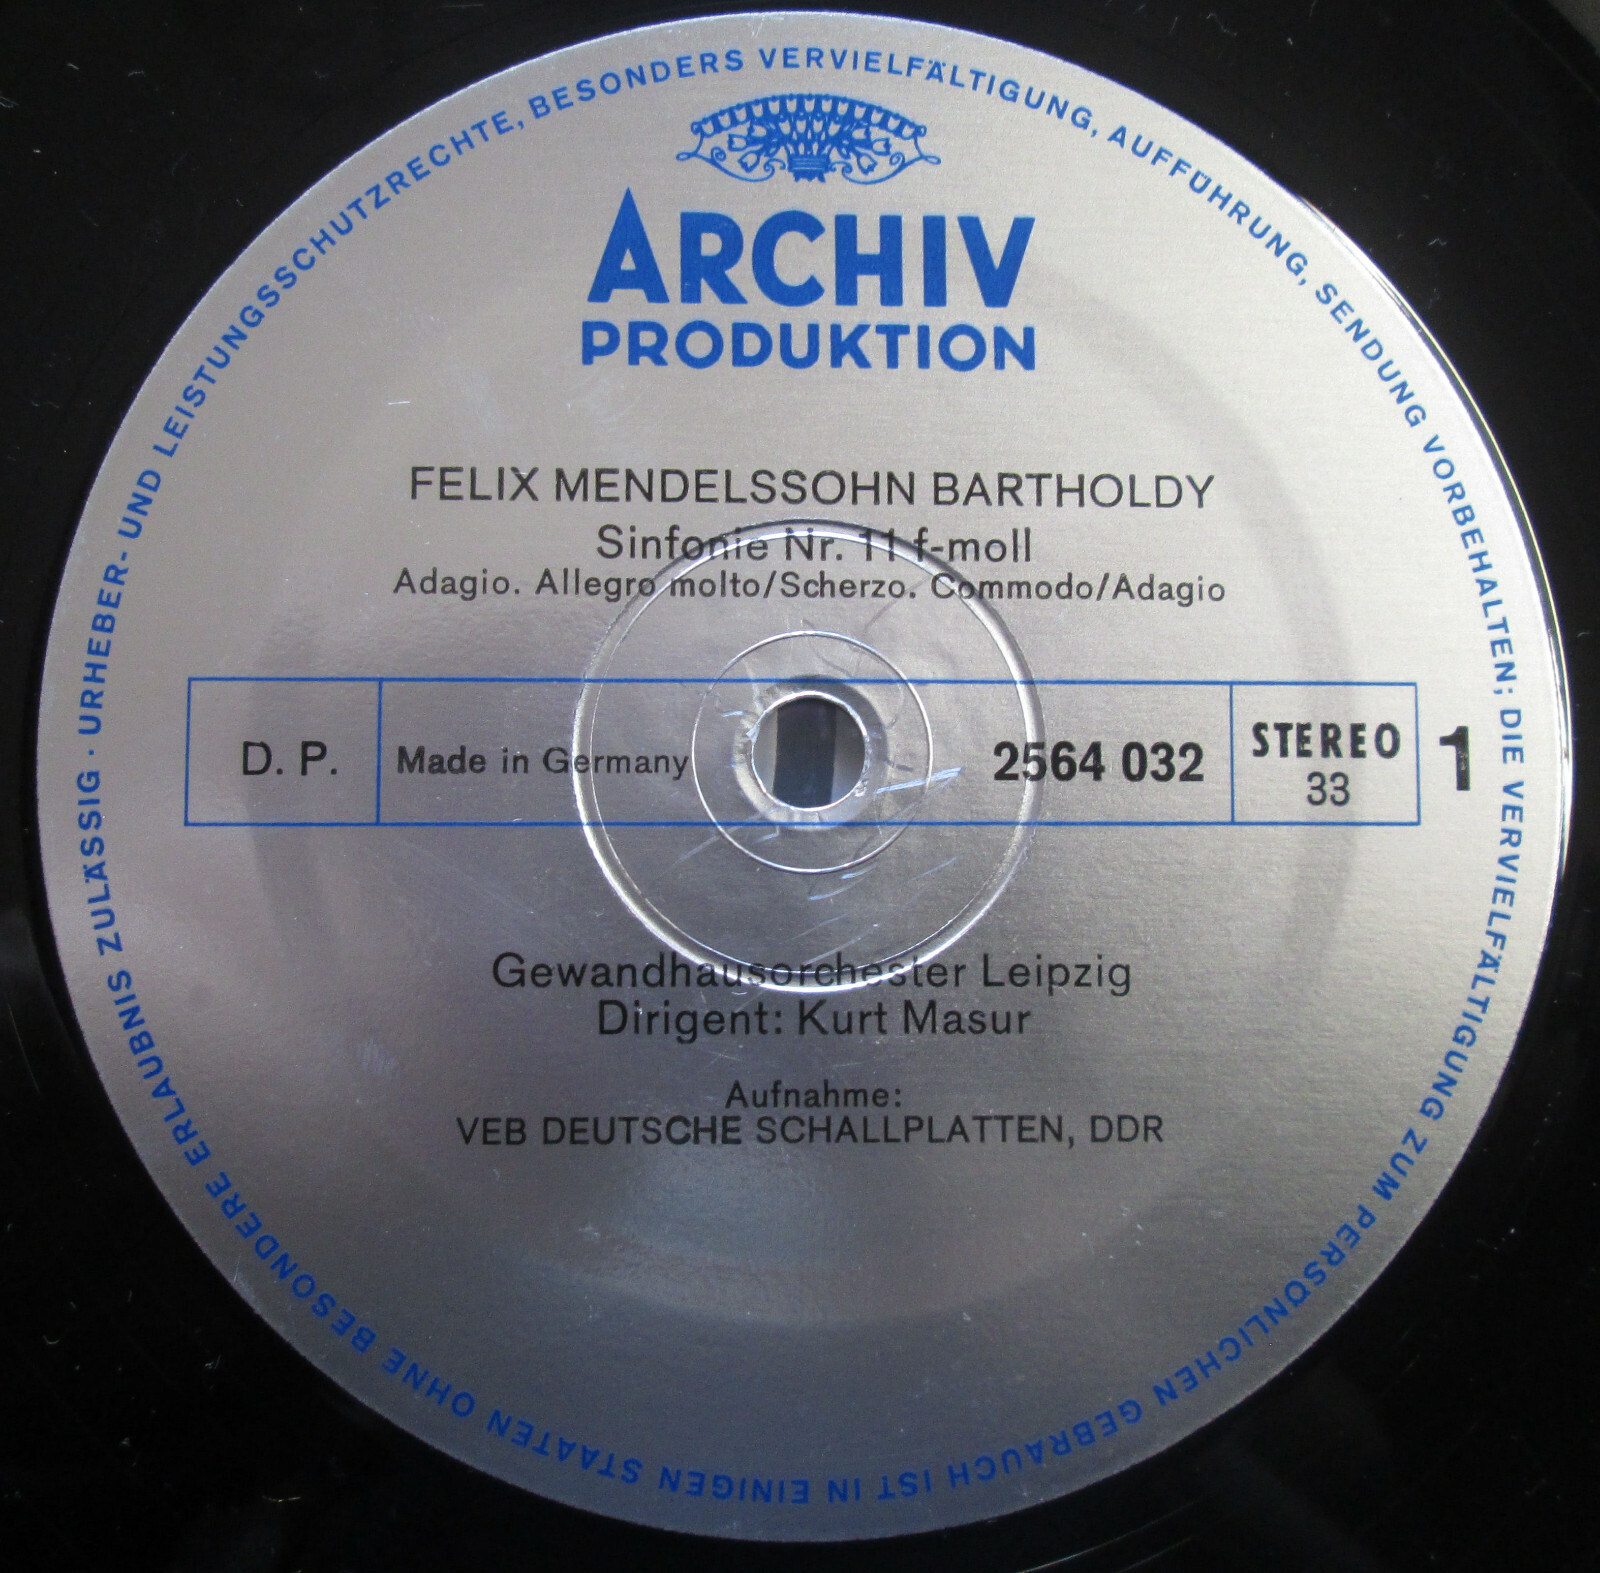 URHEBER- UND LEISTUNGSSCHUTZRECHTE, BESONDERS VERVIELFÄLTIGUNG, AUFFÜHRUNG, SENDUNG VORBEHALTEN; DIE VERVIELFÄLTIGUNG ZUM PERSÖNLICHEN GEBRAUCH IST IN EINIGEN STAATEN OHNE BESONDERE ERLAUBNIS ZULÄSSIG ·
ARCHIV
PRODUKTION
FELIX MENDELSSOHN BARTHOLDY
Sinfonie Nr. 11 f-moll
Adagio. Allegro molto/Scherzo. Commodo/Adagio
D. P. Made in Germany 2564 032 STEREO 1
33
Gewandhausorchester Leipzig
Dirigent: Kurt Masur
Aufnahme:
VEB DEUTSCHE SCHALLPLATTEN, DDR